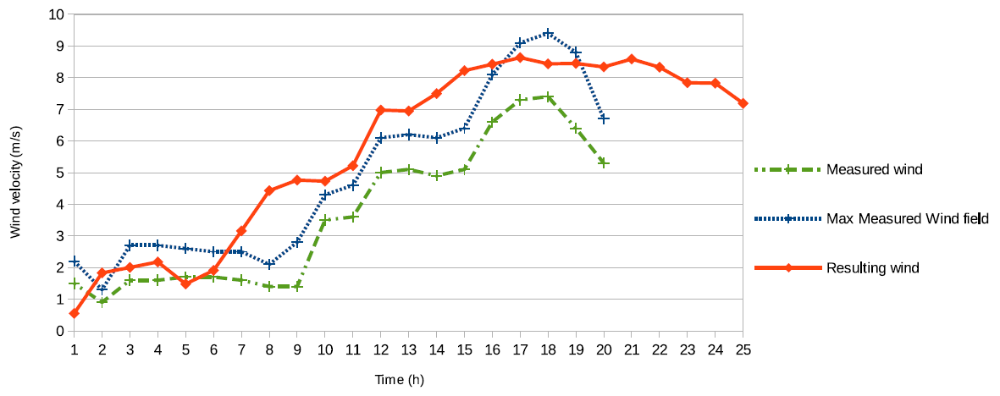 10
9
8
7
6
5
4
3
2
1
0
Wind velocity (m/s)
1 2 3 4 5 6 7 8 9 10 11 12 13 14 15 16 17 18 19 20 21 22 23 24 25
Time (h)
Measured wind
Max Measured Wind field
Resulting wind